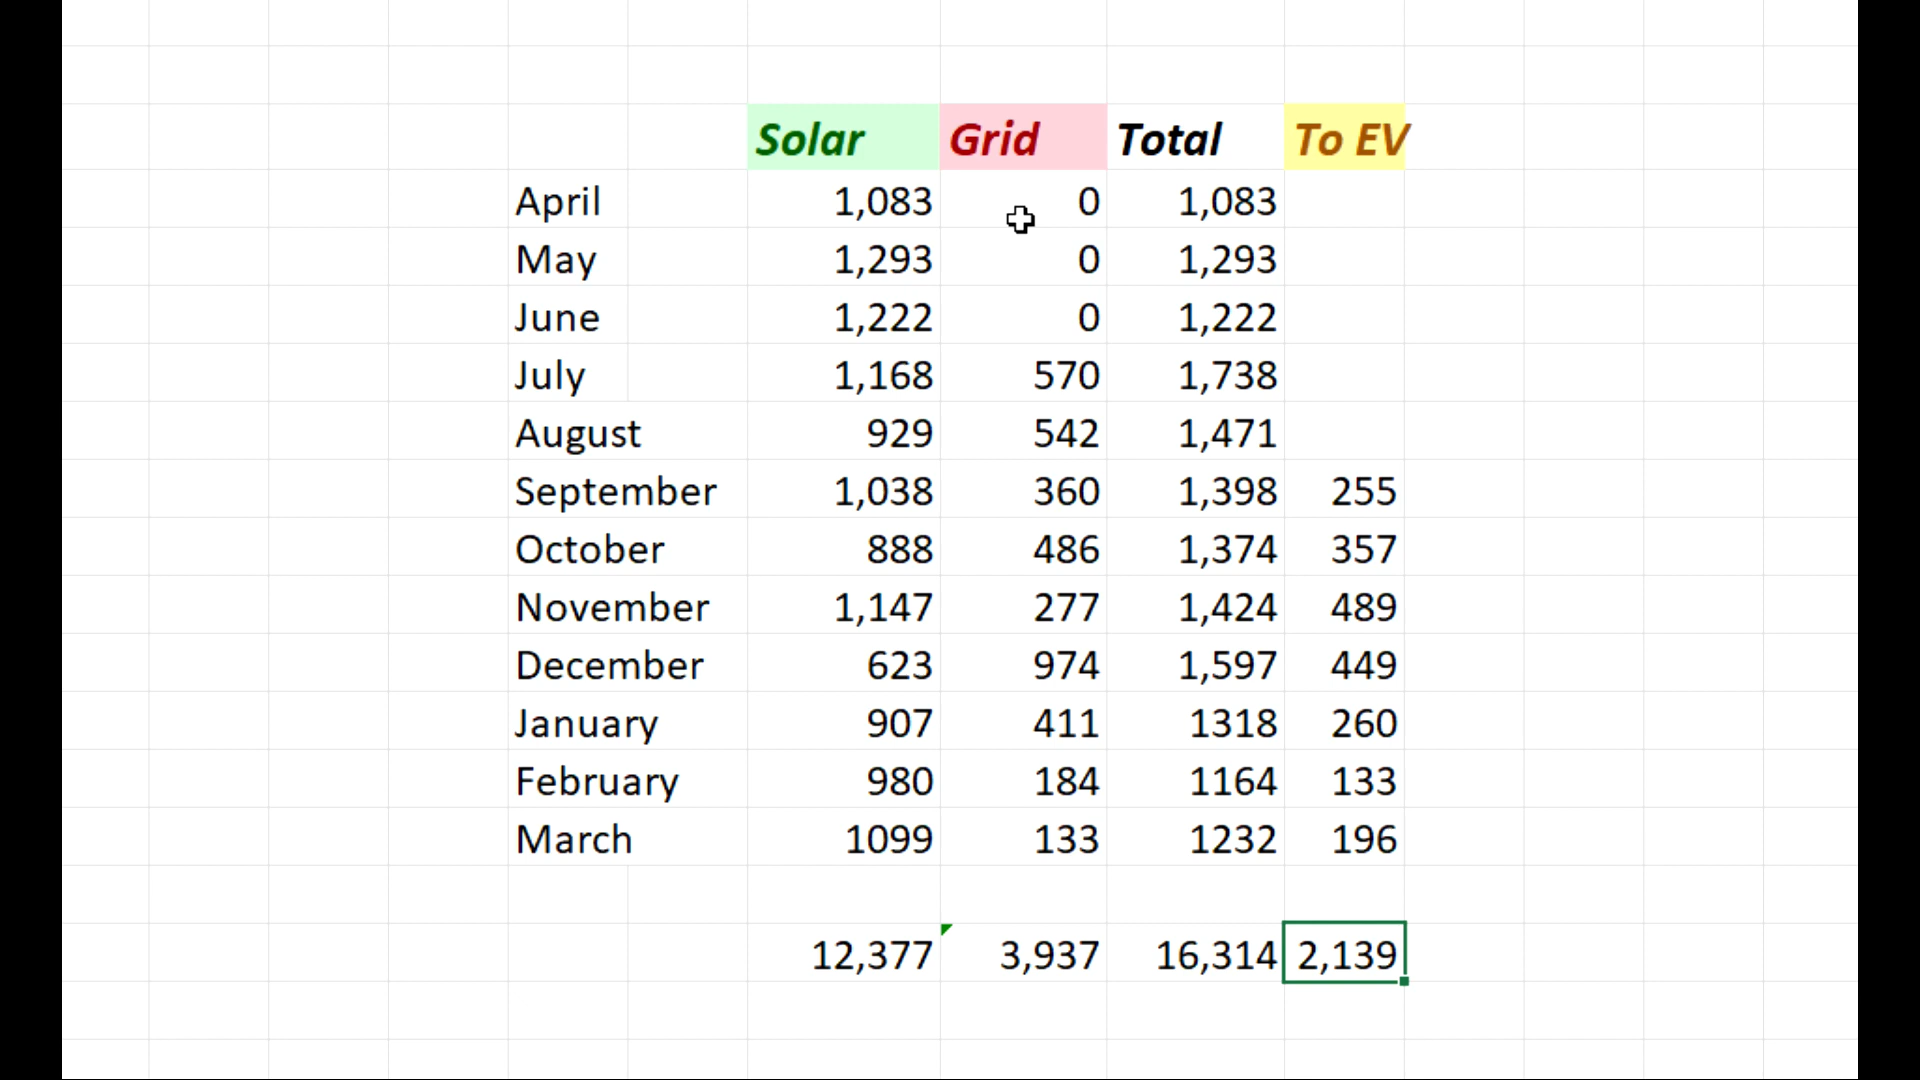 Solar Grid Total To EV
April 1,083 0 1,083
May 1,293 0 1,293
June 1,222 0 1,222
July 1,168 570 1,738
August 929 542 1,471
September 1,038 360 1,398 255
October 888 486 1,374 357
November 1,147 277 1,424 489
December 623 974 1,597 449
January 907 411 1318 260
February 980 184 1164 133
March 1099 133 1232 196
12,377 3,937 16,314 2,139